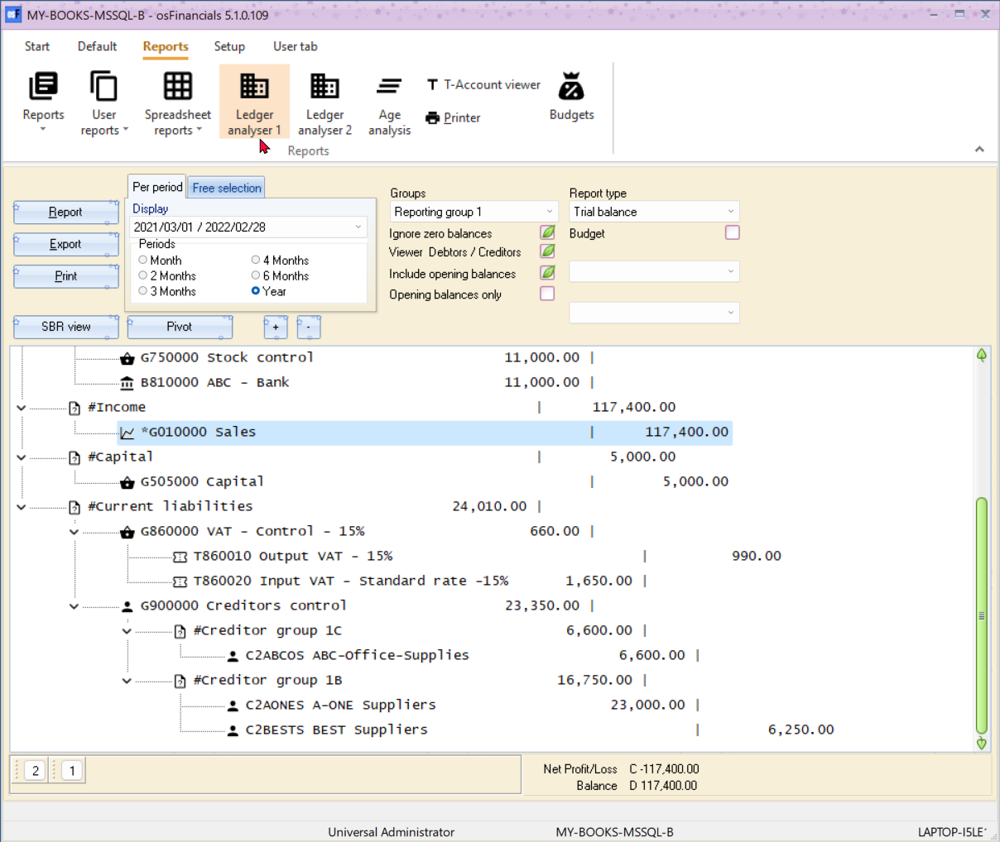 MY-BOOKS-MSSQL-B - osFinancials 5.1.0.109
Start Default Reports Setup User tab
Reports
User reports
Spreadsheet reports
Ledger analyser 1
Ledger analyser 2
Age analysis
T-Account viewer
Printer
Budgets
Reports
Per period Free selection
Report
Export
Print
Display
2021/03/01 / 2022/02/28
Periods
Month 4 Months
2 Months 6 Months
3 Months Year
Groups
Reporting group 1
Ignore zero balances
Viewer Debtors / Creditors
Include opening balances
Opening balances only
Report type
Trial balance
Budget
SBR view Pivot + -
G750000 Stock control 11,000.00 |
B810000 ABC - Bank 11,000.00 |
#Income | 117,400.00
*G010000 Sales | 117,400.00
#Capital | 5,000.00
G505000 Capital | 5,000.00
#Current liabilities 24,010.00 |
G860000 VAT - Control - 15% 660.00 |
T860010 Output VAT - 15% | 990.00
T860020 Input VAT - Standard rate -15% 1,650.00 |
G900000 Creditors control 23,350.00 |
#Creditor group 1C 6,600.00 |
C2ABCOS ABC-Office-Supplies 6,600.00 |
#Creditor group 1B 16,750.00 |
C2AONES A-ONE Suppliers 23,000.00 |
C2BESTS BEST Suppliers | 6,250.00
2 1
Net Profit/Loss C -117,400.00
Balance D 117,400.00
Universal Administrator MY-BOOKS-MSSQL-B LAPTOP-I5LE